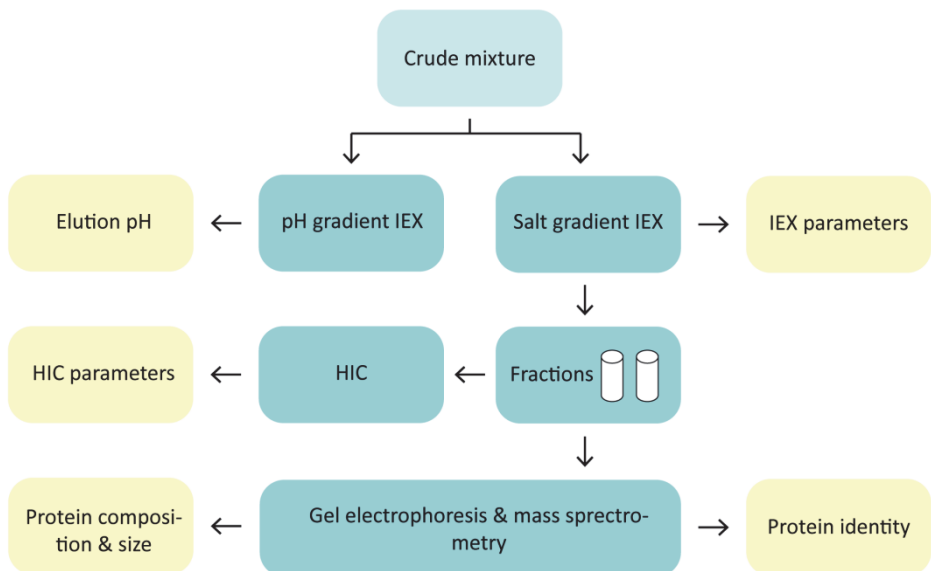 Crude mixture
Elution pH
pH gradient IEX
Salt gradient IEX
IEX parameters
HIC parameters
HIC
Fractions
Protein composi-
tion & size
Gel electrophoresis & mass sprectro-
metry
Protein identity